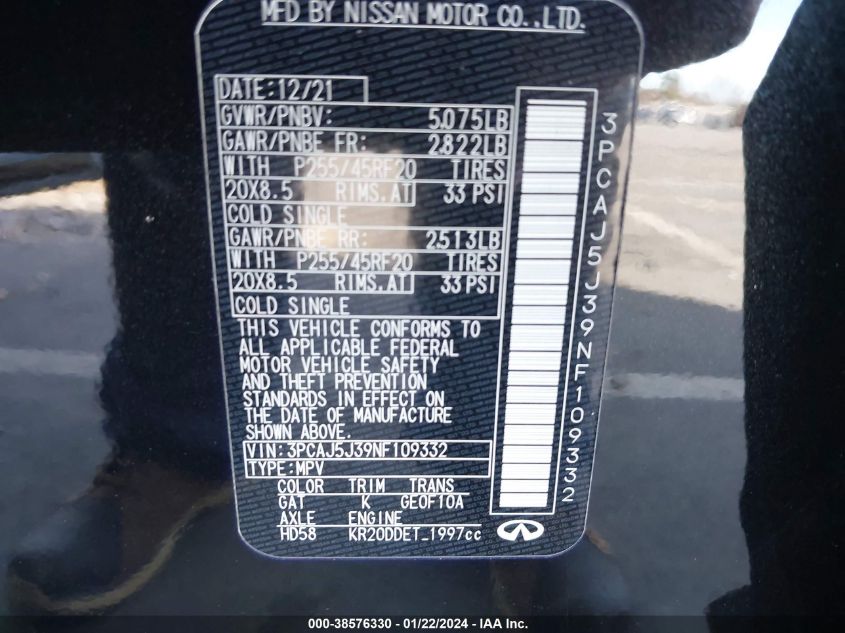 MFD BY NISSAN MOTOR CO.,LTD.
DATE:12/21
GVWR/PNBV: 5075LB
GAWR/PNBE FR: 2822LB
WITH P255/45RF20 TIRES
20X8.5 RIMS.AT 33 PSI
COLD SINGLE
GAWR/PNBE RR: 2513LB
WITH P255/45RF20 TIRES
20X8.5 RIMS.AT 33 PSI
COLD SINGLE
THIS VEHICLE CONFORMS TO
ALL APPLICABLE FEDERAL
MOTOR VEHICLE SAFETY
AND THEFT PREVENTION
STANDARDS IN EFFECT ON
THE DATE OF MANUFACTURE
SHOWN ABOVE.
VIN:3PCAJ5J39NF109332
TYPE:MPV
COLOR TRIM TRANS
GAT K GE0F10A
AXLE ENGINE
HD58 KR20DDET_1997cc
3PCAJ5J39NF109332
000-38576330 - 01/22/2024 - IAA Inc.